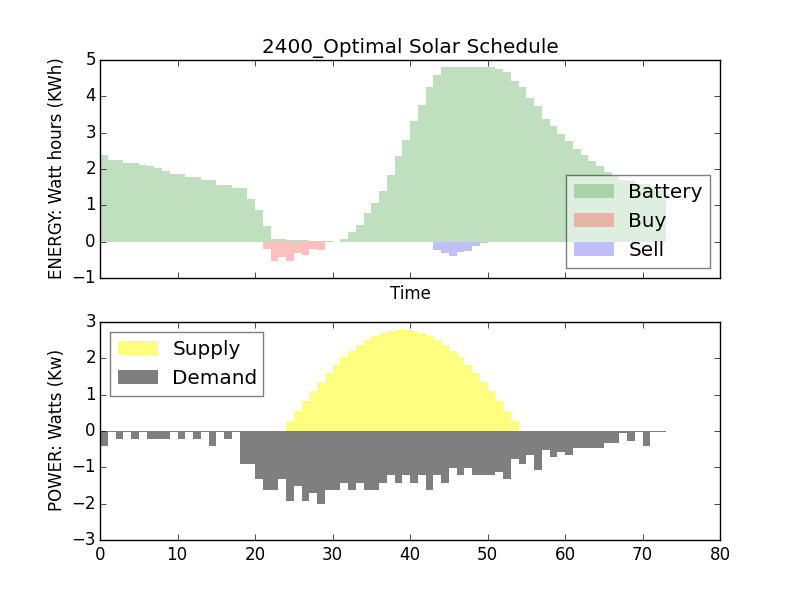 2400_Optimal Solar Schedule
ENERGY: Watt hours (KWh)
5
4
3
2
1
0
−1
Battery
Buy
Sell
Time
POWER: Watts (Kw)
3
2
1
0
−1
−2
−3
Supply
Demand
0 10 20 30 40 50 60 70 80